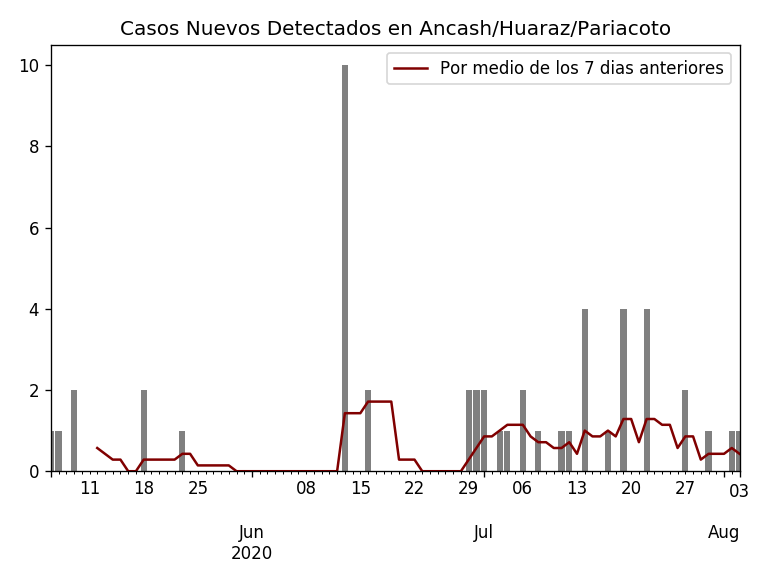 Casos Nuevos Detectados en Ancash/Huaraz/Pariacoto
Por medio de los 7 dias anteriores
10
8
6
4
2
0
11 18 25 08 15 22 29 06 13 20 27 03
Jun Jul Aug
2020